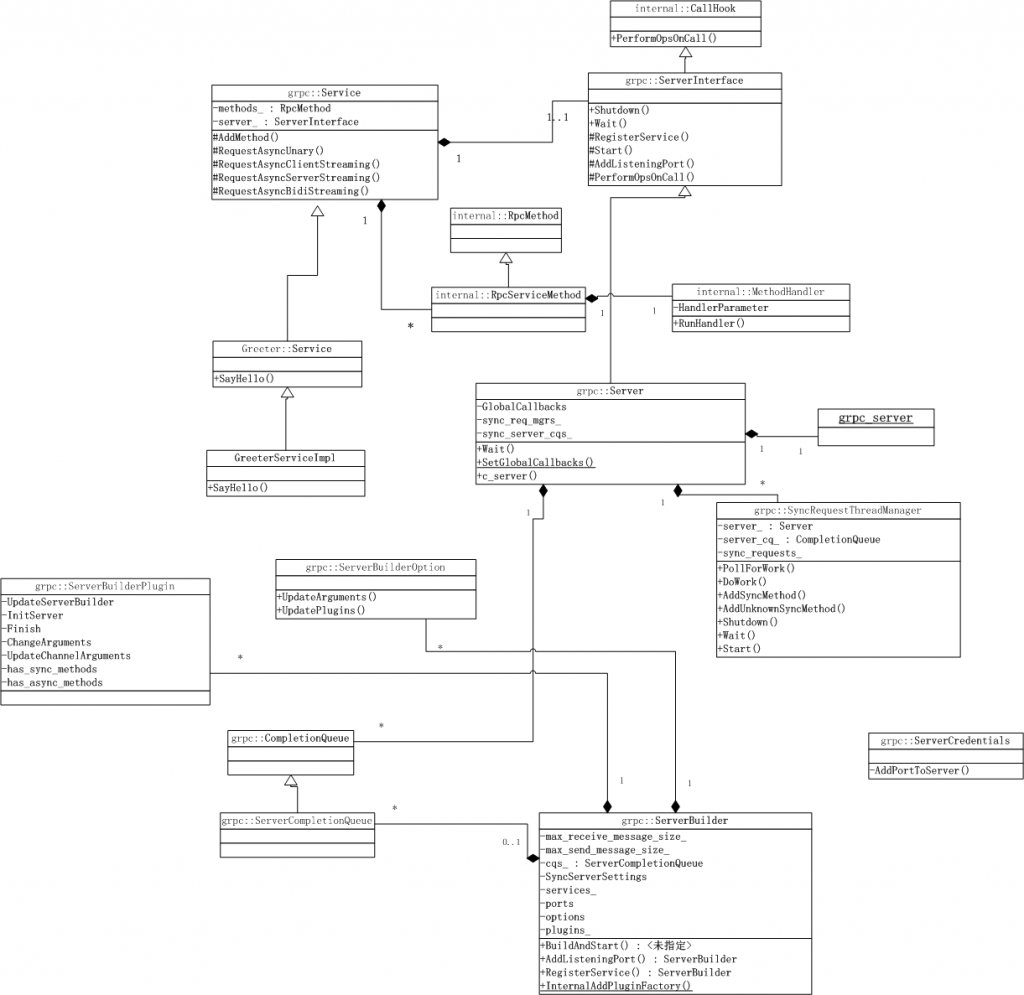 internal::CallHook
+PerformOpsOnCall()
grpc::ServerInterface
+Shutdown()
+Wait()
#RegisterService()
#Start()
#AddListeningPort()
#PerformOpsOnCall()
grpc::Service
-methods_ : RpcMethod
-server_ : ServerInterface
#AddMethod()
#RequestAsyncUnary()
#RequestAsyncClientStreaming()
#RequestAsyncServerStreaming()
#RequestAsyncBidiStreaming()
1..1
1
1
*
internal::RpcMethod
internal::RpcServiceMethod
1
1
internal::MethodHandler
-HandlerParameter
+RunHandler()
Greeter::Service
+SayHello()
GreeterServiceImpl
+SayHello()
grpc::Server
-GlobalCallbacks
-sync_req_mgrs_
-sync_server_cqs_
+Wait()
+SetGlobalCallbacks()
+c_server()
1
1
grpc_server
1
1
*
grpc::SyncRequestThreadManager
-server_ : Server
-server_cq_ : CompletionQueue
-sync_requests_
+PollForWork()
+DoWork()
+AddSyncMethod()
+AddUnknownSyncMethod()
+Shutdown()
+Wait()
+Start()
grpc::ServerBuilderOption
+UpdateArguments()
+UpdatePlugins()
*
grpc::ServerBuilderPlugin
-UpdateServerBuilder
-InitServer
-Finish
-ChangeArguments
-UpdateChannelArguments
-has_sync_methods
-has_async_methods
*
grpc::CompletionQueue
*
grpc::ServerCompletionQueue
*
0..1
1
1
grpc::ServerCredentials
-AddPortToServer()
grpc::ServerBuilder
-max_receive_message_size_
-max_send_message_size_
-cqs_ : ServerCompletionQueue
-SyncServerSettings
-services_
-ports
-options
-plugins_
+BuildAndStart() : <未指定>
+AddListeningPort() : ServerBuilder
+RegisterService() : ServerBuilder
+InternalAddPluginFactory()